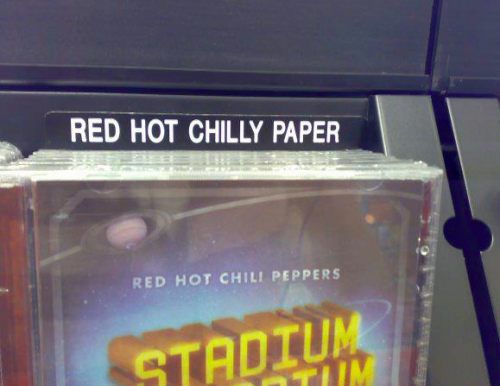 RED HOT CHILLY PAPER
RED HOT CHILI PEPPERS
STADIUM